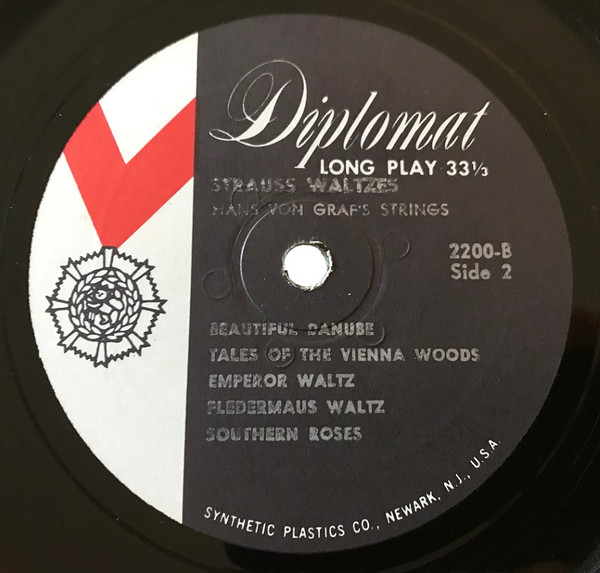 Diplomat
LONG PLAY 33⅓
STRAUSS WALTZES
HANS VON GRAF'S STRINGS
2200-B
Side 2
BEAUTIFUL DANUBE
TALES OF THE VIENNA WOODS
EMPEROR WALTZ
FLEDERMAUS WALTZ
SOUTHERN ROSES
SYNTHETIC PLASTICS CO., NEWARK, N.J., U.S.A.